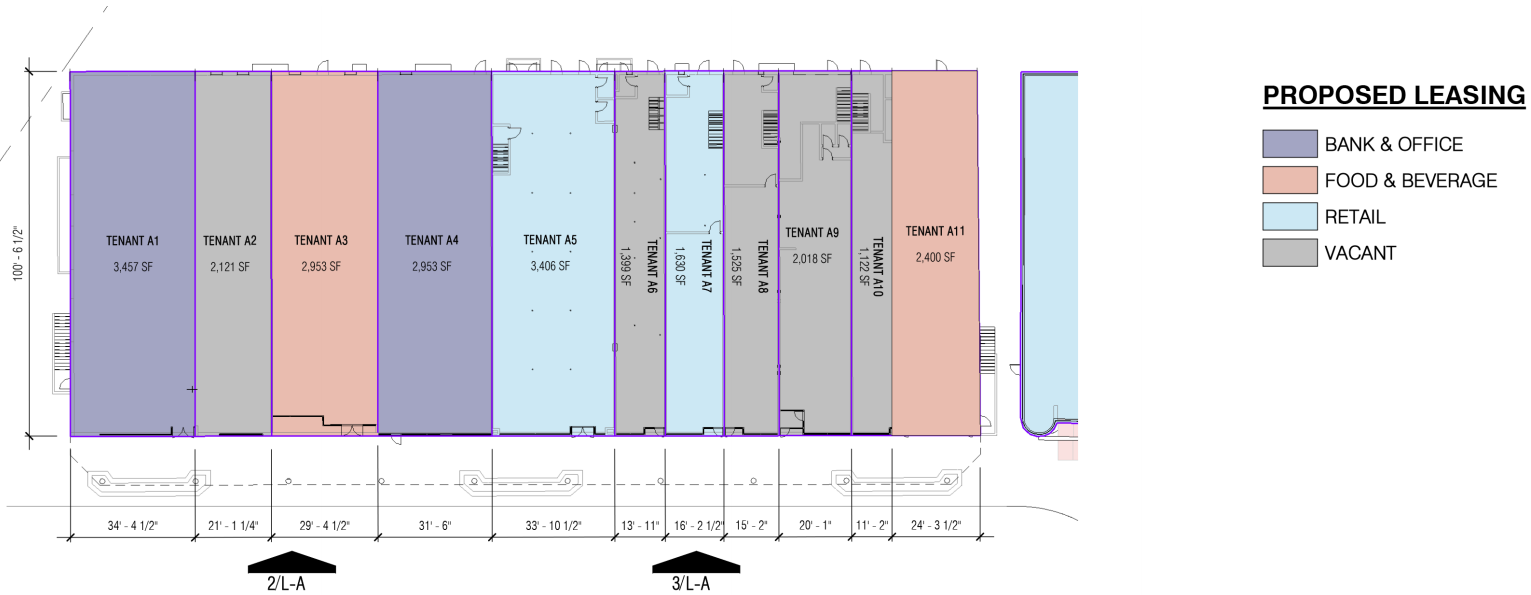 PROPOSED LEASING
BANK & OFFICE
FOOD & BEVERAGE
RETAIL
VACANT
100' - 6 1/2"
TENANT A1
3,457 SF
TENANT A2
2,121 SF
TENANT A3
2,953 SF
TENANT A4
2,953 SF
TENANT A5
3,406 SF
TENANT A6
1,399 SF
TENANT A7
1,630 SF
TENANT A8
1,525 SF
TENANT A9
2,018 SF
TENANT A10
1,122 SF
TENANT A11
2,400 SF
34' - 4 1/2"
21' - 1 1/4"
29' - 4 1/2"
31' - 6"
33' - 10 1/2"
13' - 11"
16' - 2 1/2"
15' - 2"
20' - 1"
11' - 2"
24' - 3 1/2"
2/L-A
3/L-A